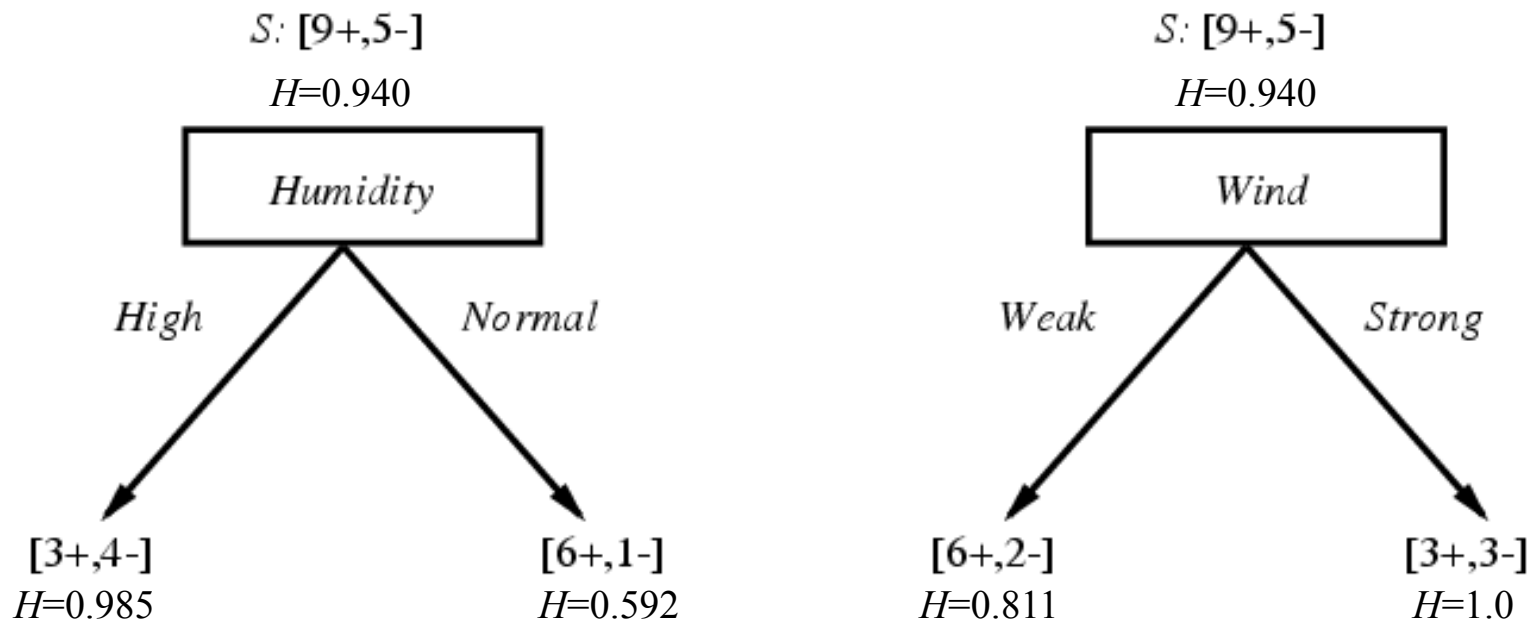 S: [9+,5-]
H=0.940
Humidity
High
Normal
[3+,4-]
H=0.985
[6+,1-]
H=0.592
S: [9+,5-]
H=0.940
Wind
Weak
Strong
[6+,2-]
H=0.811
[3+,3-]
H=1.0